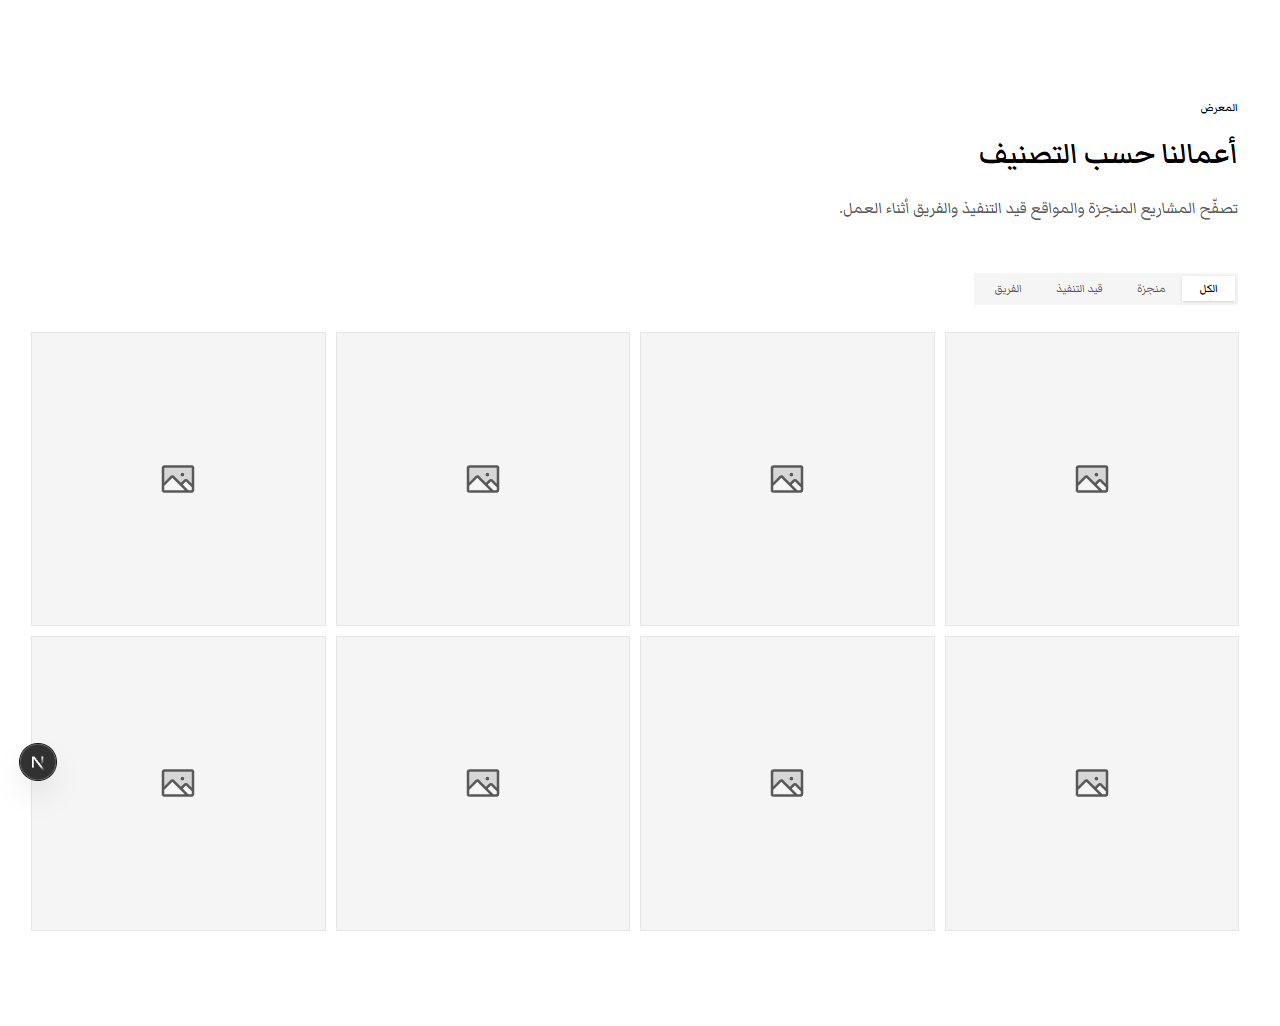 المعرض
أعمالنا حسب التصنيف
تصفّح المشاريع المنجزة والمواقع قيد التنفيذ والفريق أثناء العمل.
الكل منجزة قيد التنفيذ الفريق
N